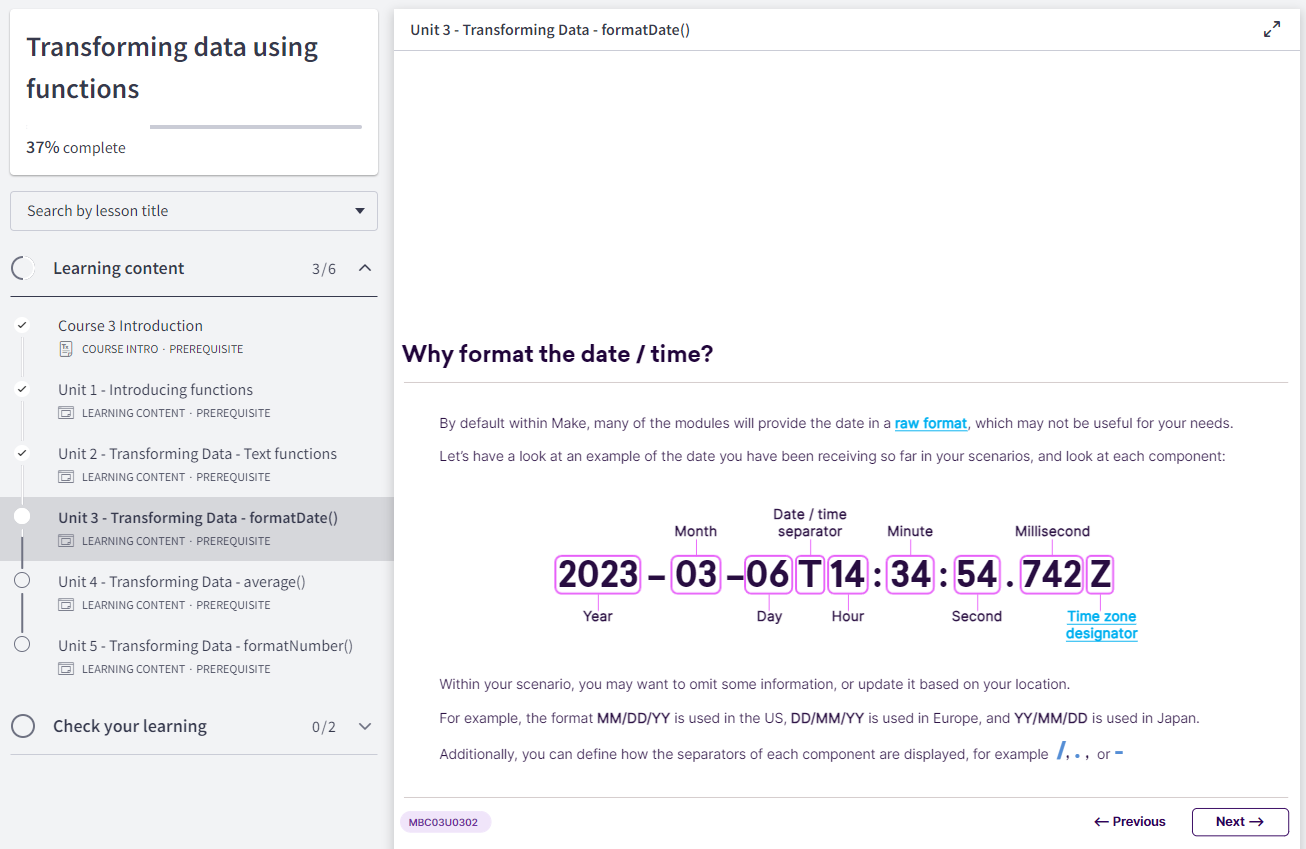 Transforming data using
functions
37% complete
Search by lesson title
Learning content 3/6
Course 3 Introduction
COURSE INTRO · PREREQUISITE
Unit 1 - Introducing functions
LEARNING CONTENT · PREREQUISITE
Unit 2 - Transforming Data - Text functions
LEARNING CONTENT · PREREQUISITE
Unit 3 - Transforming Data - formatDate()
LEARNING CONTENT · PREREQUISITE
Unit 4 - Transforming Data - average()
LEARNING CONTENT · PREREQUISITE
Unit 5 - Transforming Data - formatNumber()
LEARNING CONTENT · PREREQUISITE
Check your learning 0/2
Unit 3 - Transforming Data - formatDate()
Why format the date / time?
By default within Make, many of the modules will provide the date in a raw format, which may not be useful for your needs.
Let's have a look at an example of the date you have been receiving so far in your scenarios, and look at each component:
Date / time
Month separator Minute Millisecond
2023-03-06T14:34:54.742Z
Year Day Hour Second Time zone
designator
Within your scenario, you may want to omit some information, or update it based on your location.
For example, the format MM/DD/YY is used in the US, DD/MM/YY is used in Europe, and YY/MM/DD is used in Japan.
Additionally, you can define how the separators of each component are displayed, for example /, . , or -
MBC03U0302
← Previous Next →